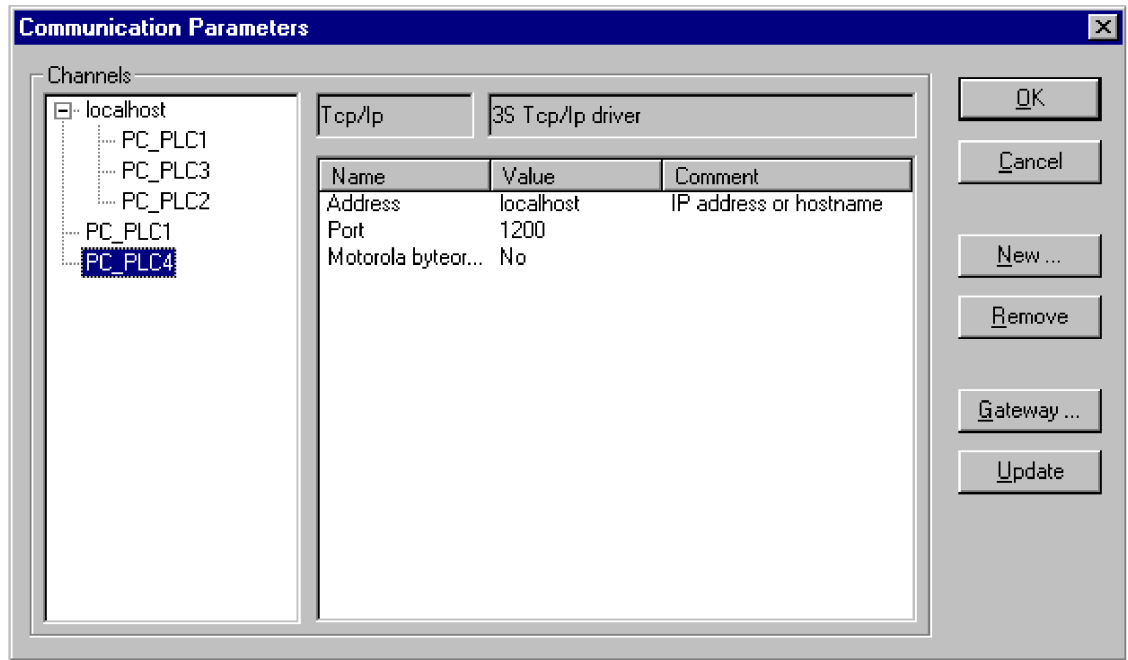 Communication Parameters
Channels
localhost
PC_PLC1
PC_PLC3
PC_PLC2
PC_PLC1
PC_PLC4
Tcp/Ip 3S Tcp/Ip driver
Name Value Comment
Address localhost IP address or hostname
Port 1200
Motorola byteor... No
OK
Cancel
New ...
Remove
Gateway ...
Update